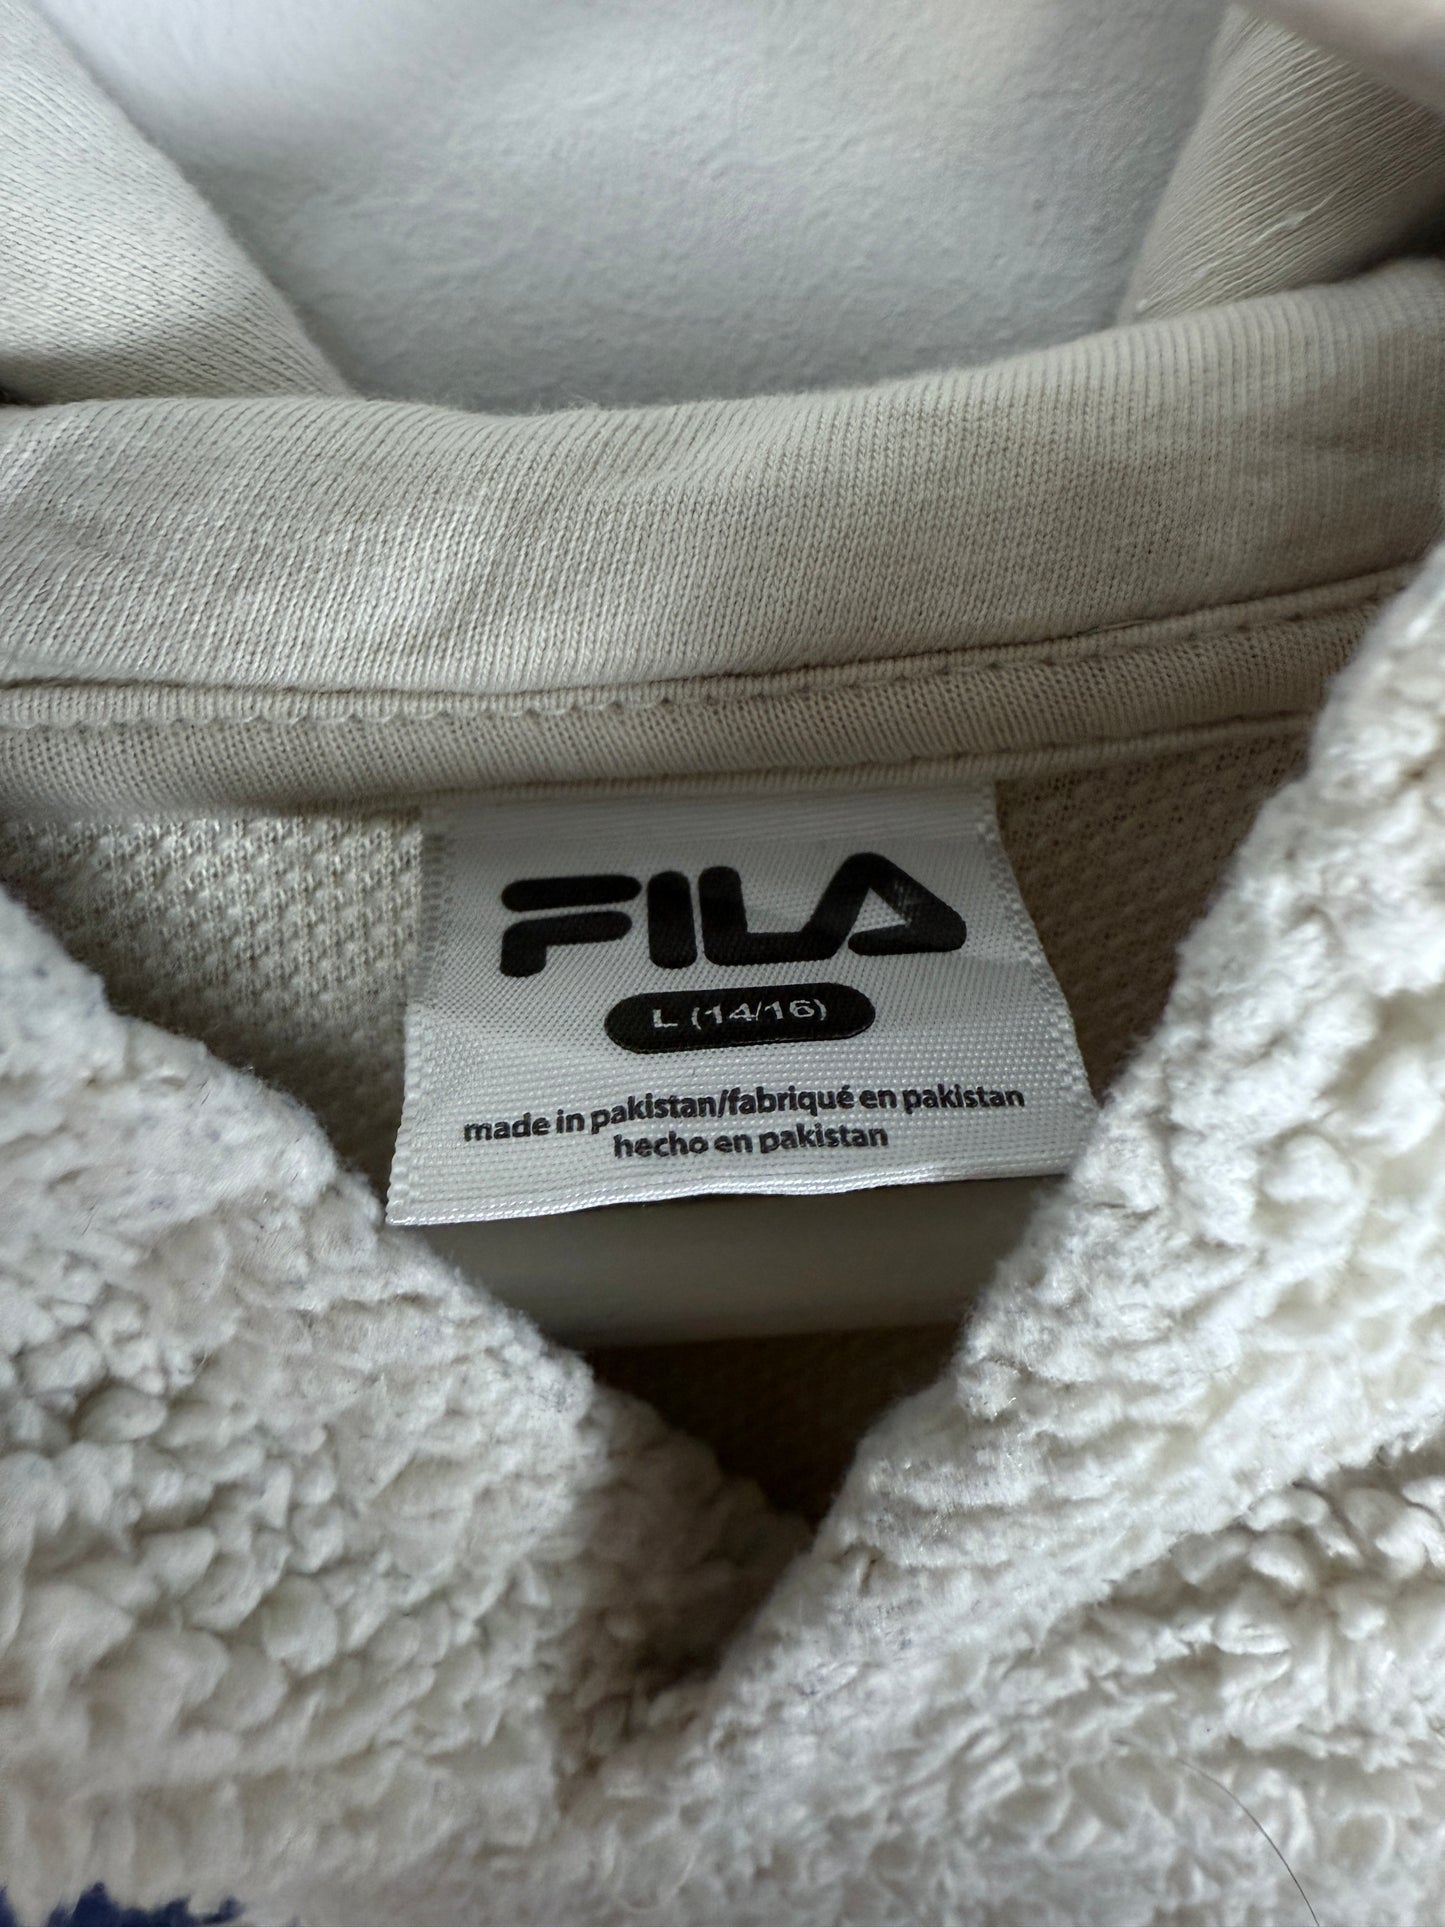 FILA
L (14/16)
made in pakistan/fabriqué en pakistan
hecho en pakistan